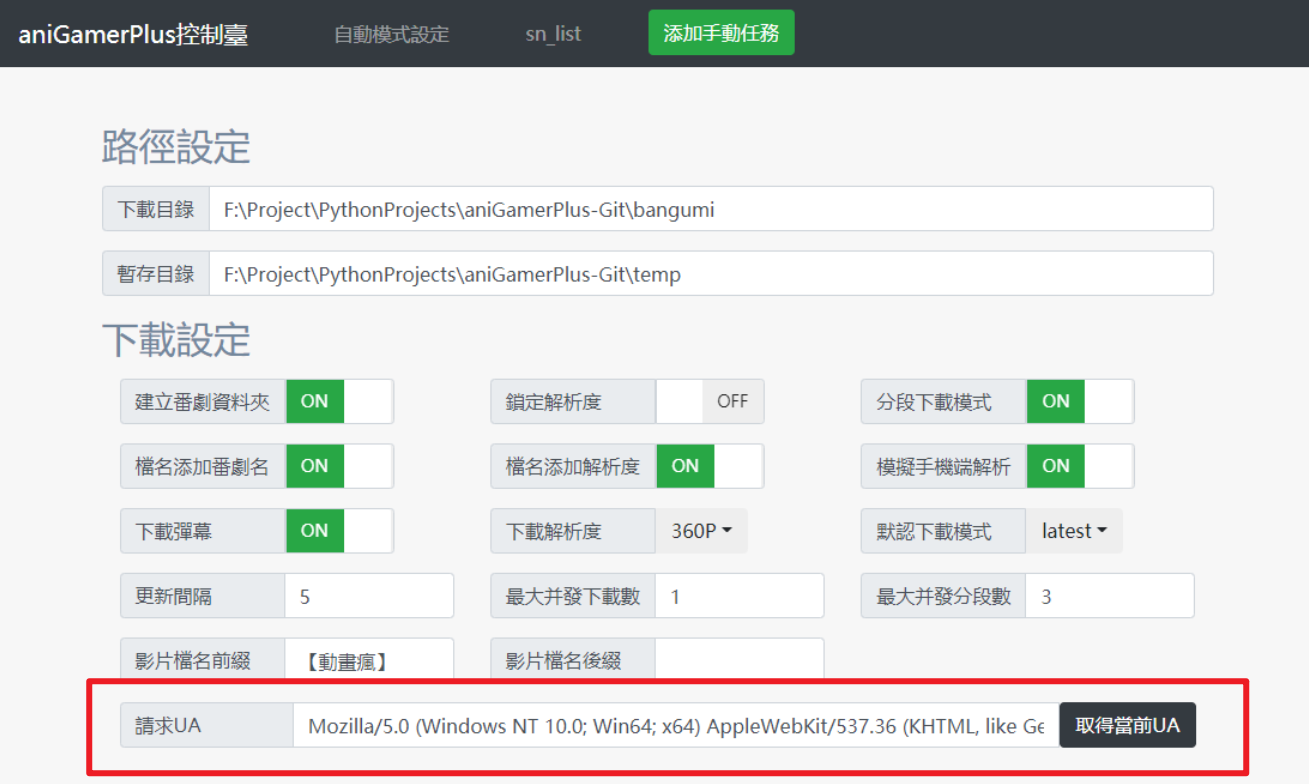 aniGamerPlus控制臺 自動模式設定 sn_list 添加手動任務
路徑設定
下載目錄 F:\Project\PythonProjects\aniGamerPlus-Git\bangumi
暫存目錄 F:\Project\PythonProjects\aniGamerPlus-Git\temp
下載設定
建立番劇資料夾 ON 鎖定解析度 OFF 分段下載模式 ON
檔名添加番劇名 ON 檔名添加解析度 ON 模擬手機端解析 ON
下載彈幕 ON 下載解析度 360P 默認下載模式 latest
更新間隔 5 最大并發下載數 1 最大并發分段數 3
影片檔名前綴 【動畫瘋】 影片檔名後綴
請求UA Mozilla/5.0 (Windows NT 10.0; Win64; x64) AppleWebKit/537.36 (KHTML, like Ge 取得當前UA